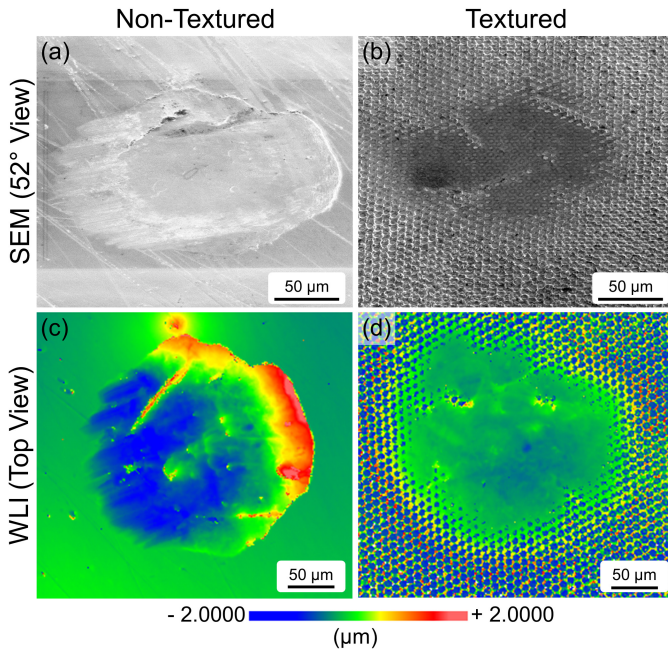 Non-Textured
Textured
SEM (52° View)
(a)
50 µm
(b)
50 µm
WLI (Top View)
(c)
50 µm
(d)
50 µm
- 2.0000 + 2.0000
(µm)